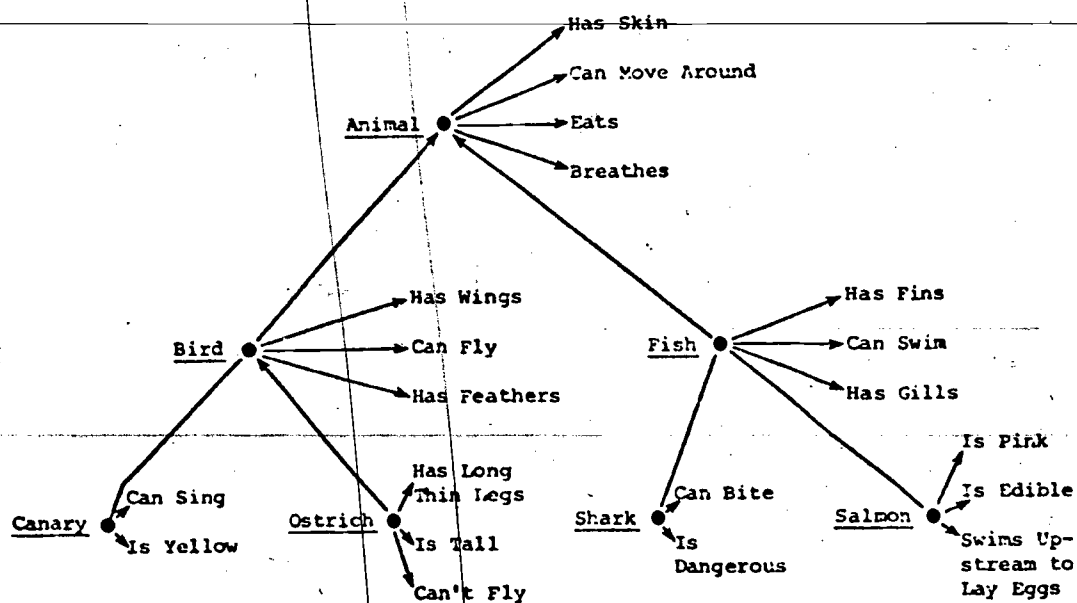 Has Skin
Can Move Around
Animal
Eats
Breathes
Has Wings
Bird
Can Fly
Has Feathers
Has Fins
Fish
Can Swim
Has Gills
Canary
Can Sing
Is Yellow
Ostrich
Has Long
Thin Legs
Is Tall
Can't Fly
Shark
Can Bite
Is
Dangerous
Salmon
Is Pink
Is Edible
Swims Up-
stream to
Lay Eggs